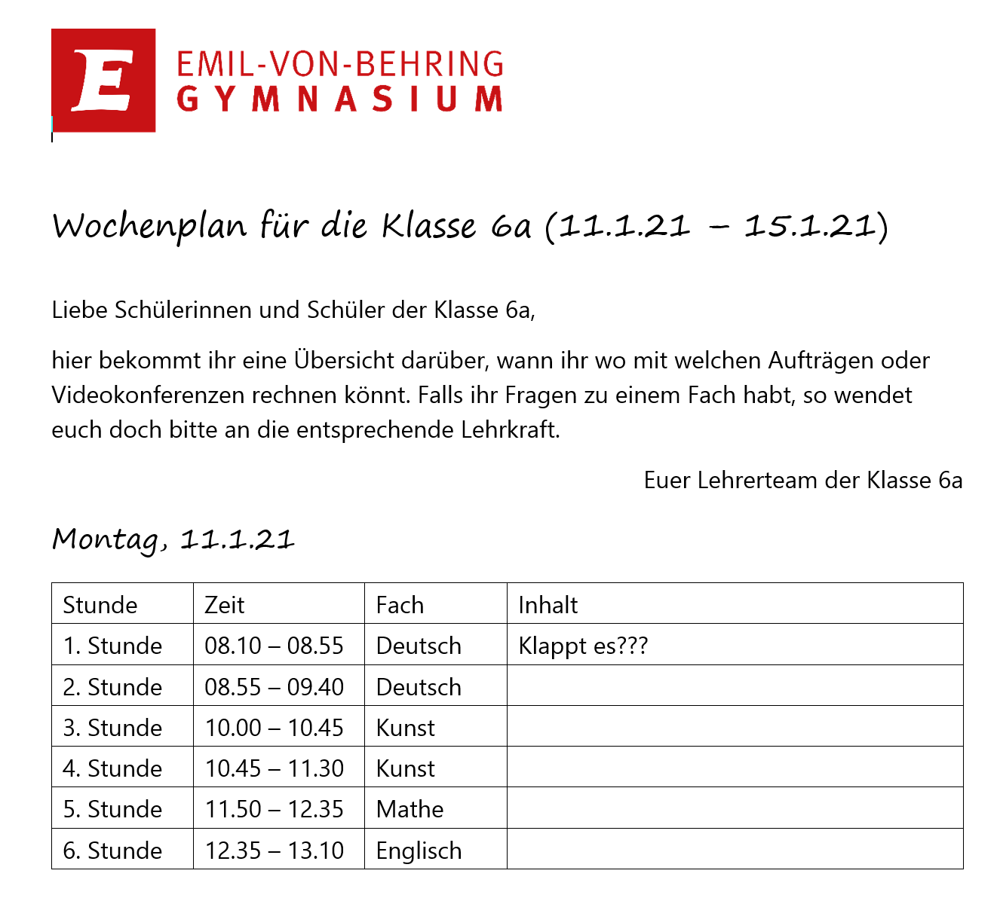 E
EMIL-VON-BEHRING
GYMNASIUM
Wochenplan für die Klasse 6a (11.1.21 – 15.1.21)
Liebe Schülerinnen und Schüler der Klasse 6a,
hier bekommt ihr eine Übersicht darüber, wann ihr wo mit welchen Aufträgen oder
Videokonferenzen rechnen könnt. Falls ihr Fragen zu einem Fach habt, so wendet
euch doch bitte an die entsprechende Lehrkraft.
Euer Lehrerteam der Klasse 6a
Montag, 11.1.21
Stunde Zeit Fach Inhalt
1. Stunde 08.10 – 08.55 Deutsch Klappt es???
2. Stunde 08.55 – 09.40 Deutsch
3. Stunde 10.00 – 10.45 Kunst
4. Stunde 10.45 – 11.30 Kunst
5. Stunde 11.50 – 12.35 Mathe
6. Stunde 12.35 – 13.10 Englisch